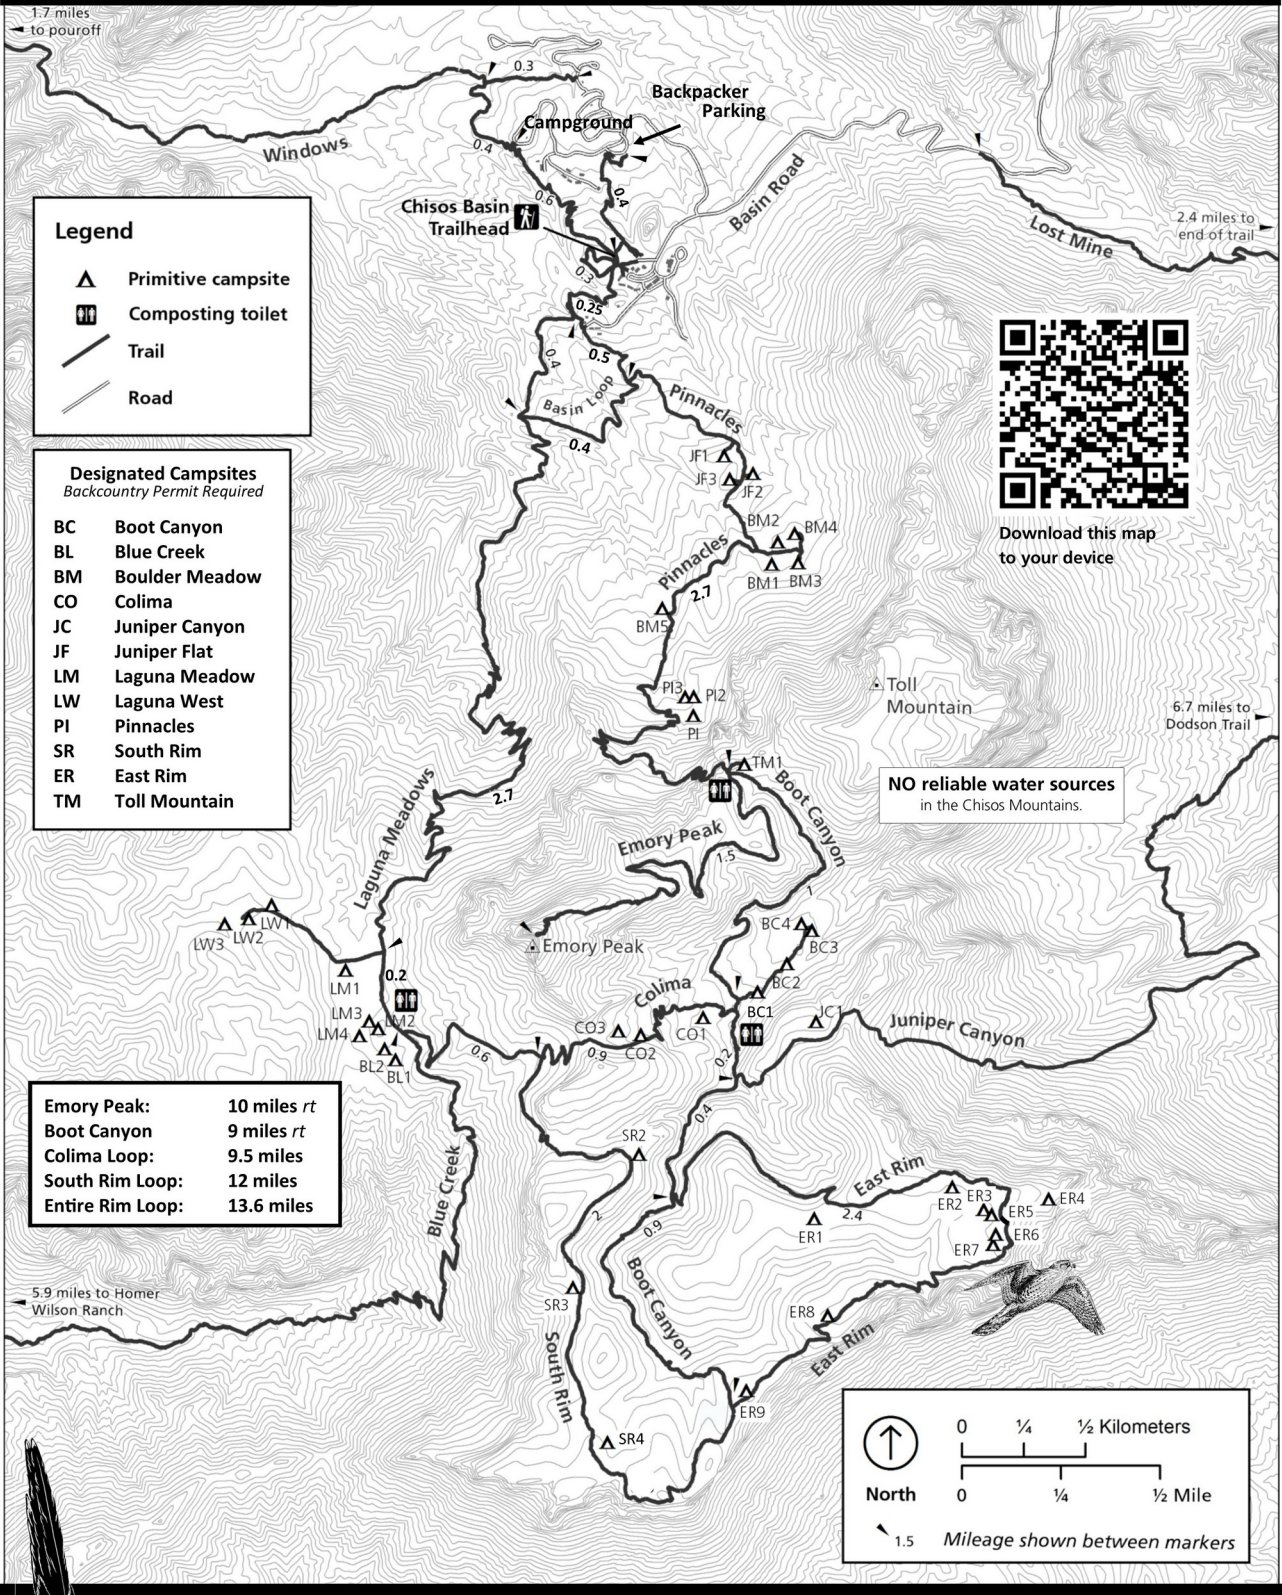 1.7 miles
to pouroff
0.3
Backpacker
Parking
Campground
0.4
Windows
0.6
0.4
Basin Road
Chisos Basin
Trailhead
Lost Mine
2.4 miles to
end of trail
0.3
0.25
0.4
0.5
Basin Loop
0.4
Legend
Primitive campsite
Composting toilet
Trail
Road
Designated Campsites
Backcountry Permit Required
BC Boot Canyon
BL Blue Creek
BM Boulder Meadow
CO Colima
JC Juniper Canyon
JF Juniper Flat
LM Laguna Meadow
LW Laguna West
PI Pinnacles
SR South Rim
ER East Rim
TM Toll Mountain
Download this map
to your device
Pinnacles
JF1
JF3
JF2
BM2
BM4
BM1
BM3
Pinnacles
2.7
BM5
PI3
PI2
PI
Toll
Mountain
6.7 miles to
Dodson Trail
NO reliable water sources
in the Chisos Mountains.
TM1
Boot Canyon
2.7
Laguna Meadows
Emory Peak
1.5
1
LW1
LW2
LW3
Emory Peak
BC4
BC3
BC2
BC1
LM1
0.2
LM3
LM2
LM4
BL2
BL1
Colima
CO3
CO2
CO1
0.6
0.9
JC1
Juniper Canyon
0.2
0.4
Emory Peak: 10 miles rt
Boot Canyon 9 miles rt
Colima Loop: 9.5 miles
South Rim Loop: 12 miles
Entire Rim Loop: 13.6 miles
Blue Creek
SR2
2
0.9
East Rim
2.4
ER1
ER2
ER3
ER4
ER5
ER6
ER7
5.9 miles to Homer
Wilson Ranch
SR3
Boot Canyon
ER8
East Rim
South Rim
ER9
SR4
North
0 ¼ ½ Kilometers
0 ¼ ½ Mile
1.5 Mileage shown between markers